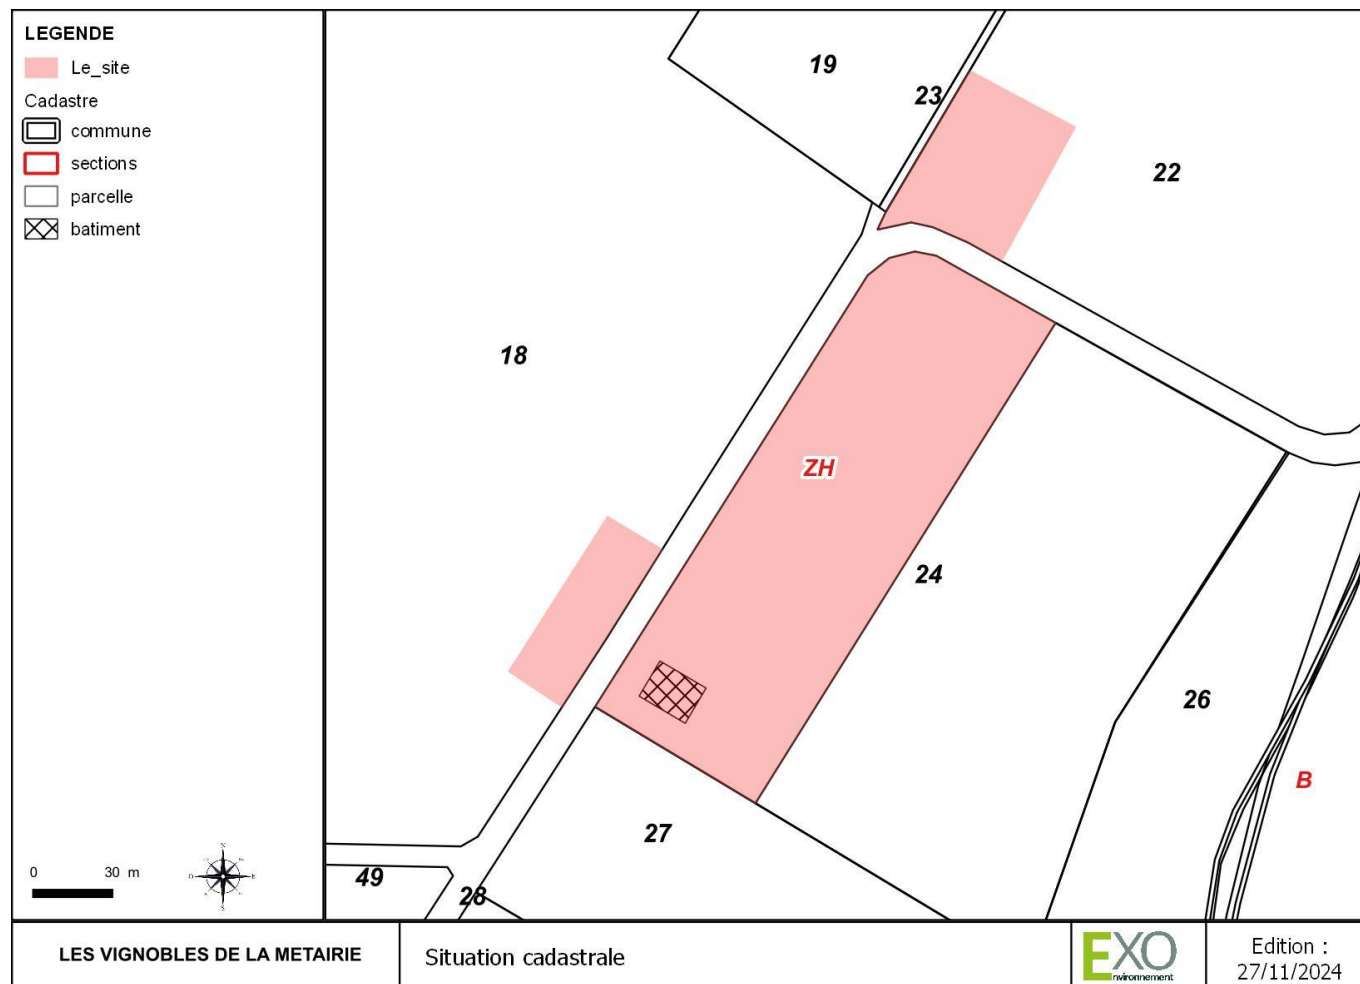 LEGENDE
Le_site
Cadastre
commune
sections
parcelle
batiment
19
23
22
18
ZH
24
26
B
27
49
28
0 30 m
N
S
LES VIGNOBLES DE LA METAIRIE
Situation cadastrale
EXO
nvironnement
Edition :
27/11/2024